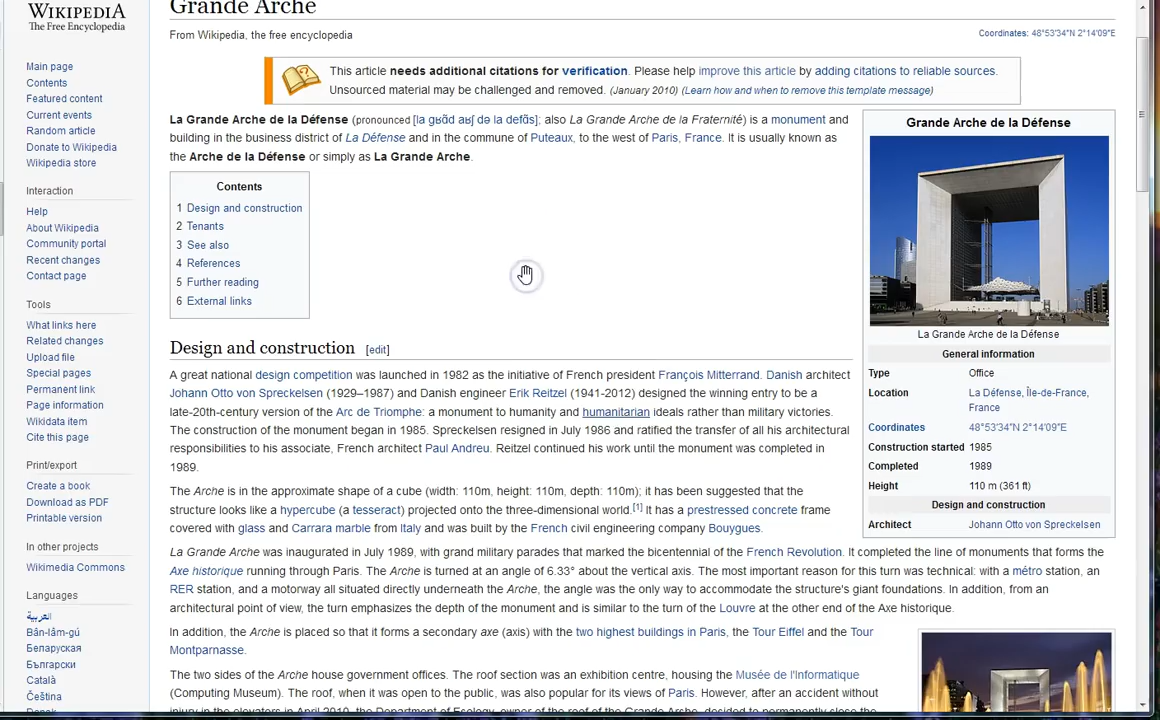 WIKIPEDIA
The Free Encyclopedia
Main page
Contents
Featured content
Current events
Random article
Donate to Wikipedia
Wikipedia store
Interaction
Help
About Wikipedia
Community portal
Recent changes
Contact page
Tools
What links here
Related changes
Upload file
Special pages
Permanent link
Page information
Wikidata item
Cite this page
Print/export
Create a book
Download as PDF
Printable version
In other projects
Wikimedia Commons
Languages
العربية
Bân-lâm-gú
Беларуская
Български
Català
Čeština
Grande Arche
From Wikipedia, the free encyclopedia
Coordinates: 48°53′34″N 2°14′09″E
This article needs additional citations for verification. Please help improve this article by adding citations to reliable sources.
Unsourced material may be challenged and removed. (January 2010) (Learn how and when to remove this template message)
La Grande Arche de la Défense (pronounced [la ɡʁɑ̃d aʁʃ də la defɑ̃s]; also La Grande Arche de la Fraternité) is a monument and
building in the business district of La Défense and in the commune of Puteaux, to the west of Paris, France. It is usually known as
the Arche de la Défense or simply as La Grande Arche.
Contents
1 Design and construction
2 Tenants
3 See also
4 References
5 Further reading
6 External links
Design and construction [edit]
A great national design competition was launched in 1982 as the initiative of French president François Mitterrand. Danish architect
Johann Otto von Spreckelsen (1929–1987) and Danish engineer Erik Reitzel (1941-2012) designed the winning entry to be a
late-20th-century version of the Arc de Triomphe: a monument to humanity and humanitarian ideals rather than military victories.
The construction of the monument began in 1985. Spreckelsen resigned in July 1986 and ratified the transfer of all his architectural
responsibilities to his associate, French architect Paul Andreu. Reitzel continued his work until the monument was completed in
1989.
The Arche is in the approximate shape of a cube (width: 110m, height: 110m, depth: 110m); it has been suggested that the
structure looks like a hypercube (a tesseract) projected onto the three-dimensional world.[1] It has a prestressed concrete frame
covered with glass and Carrara marble from Italy and was built by the French civil engineering company Bouygues.
La Grande Arche was inaugurated in July 1989, with grand military parades that marked the bicentennial of the French Revolution. It completed the line of monuments that forms the
Axe historique running through Paris. The Arche is turned at an angle of 6.33° about the vertical axis. The most important reason for this turn was technical: with a métro station, an
RER station, and a motorway all situated directly underneath the Arche, the angle was the only way to accommodate the structure's giant foundations. In addition, from an
architectural point of view, the turn emphasizes the depth of the monument and is similar to the turn of the Louvre at the other end of the Axe historique.
In addition, the Arche is placed so that it forms a secondary axe (axis) with the two highest buildings in Paris, the Tour Eiffel and the Tour
Montparnasse.
The two sides of the Arche house government offices. The roof section was an exhibition centre, housing the Musée de l'Informatique
(Computing Museum). The roof, when it was open to the public, was also popular for its views of Paris. However, after an accident without
injury in the elevators in April 2010, the Department of Ecology, owner of the roof of the Grande Arche, decided to permanently close the
Grande Arche de la Défense
La Grande Arche de la Défense
General information
Type Office
Location La Défense, Île-de-France,
France
Coordinates 48°53′34″N 2°14′09″E
Construction started 1985
Completed 1989
Height 110 m (361 ft)
Design and construction
Architect Johann Otto von Spreckelsen